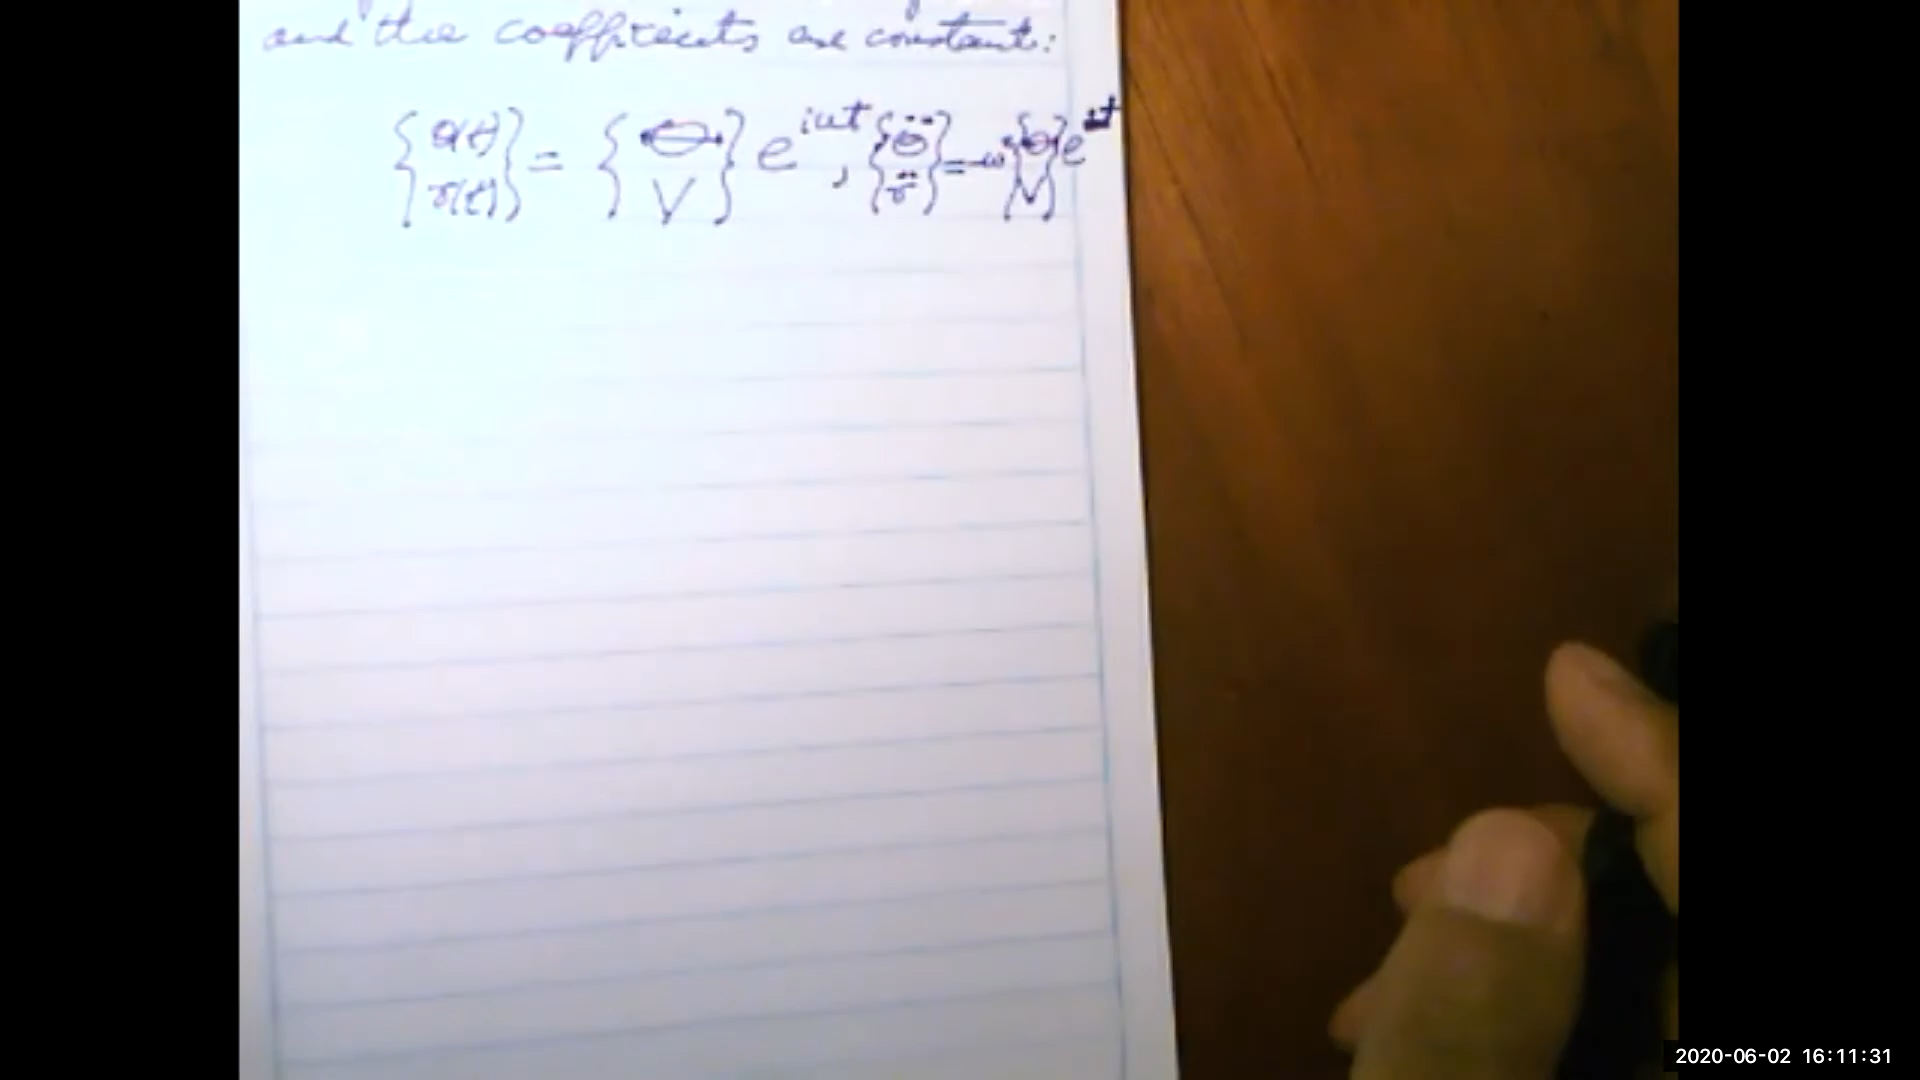 and the coefficients are constant:
{θ(t) v(t)} = {Θ V} e^{iωt}, {θ̈ v̈} = -ω²{Θ V} e^{iωt}
2020-06-02 16:11:31